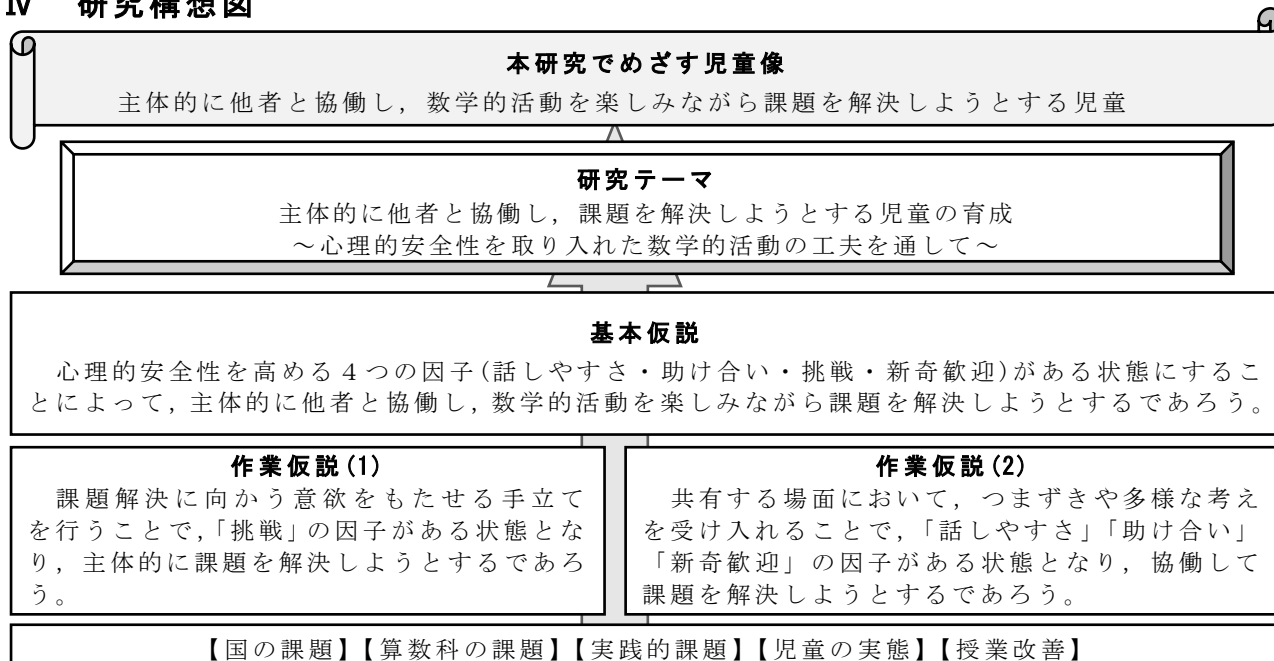 Ⅳ 研究構想図
本研究でめざす児童像
主体的に他者と協働し，数学的活動を楽しみながら課題を解決しようとする児童
研究テーマ
主体的に他者と協働し，課題を解決しようとする児童の育成
～心理的安全性を取り入れた数学的活動の工夫を通して～
基本仮説
心理的安全性を高める４つの因子(話しやすさ・助け合い・挑戦・新奇歓迎)がある状態にするこ
とによって，主体的に他者と協働し，数学的活動を楽しみながら課題を解決しようとするであろう。
作業仮説(1)
課題解決に向かう意欲をもたせる手立て
を行うことで，「挑戦」の因子がある状態とな
り，主体的に課題を解決しようとするであろ
う。
作業仮説(2)
共有する場面において，つまずきや多様な考え
を受け入れることで，「話しやすさ」「助け合い」
「新奇歓迎」の因子がある状態となり，協働して
課題を解決しようとするであろう。
【国の課題】【算数科の課題】【実践的課題】【児童の実態】【授業改善】